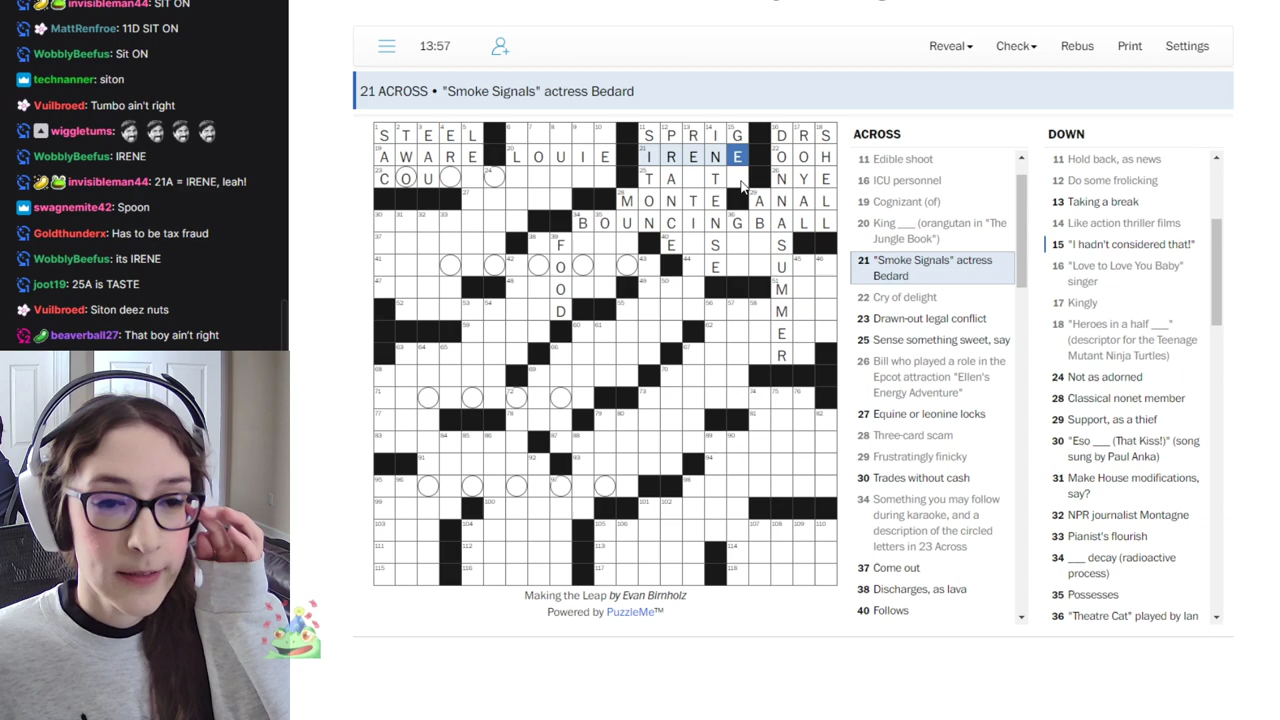 invisibleman44: SIT ON
MattRenfroe: 11D SIT ON
WobblyBeefus: Sit ON
technanner: siton
Vuilbroed: Tumbo ain't right
wiggletums:
WobblyBeefus: IRENE
invisibleman44: 21A = IRENE, leah!
swagnemite42: Spoon
Goldthunderx: Has to be tax fraud
WobblyBeefus: its IRENE
joot19: 25A is TASTE
Vuilbroed: Siton deez nuts
beaverball27: That boy ain't right
13:57
Reveal Check Rebus Print Settings
21 ACROSS • "Smoke Signals" actress Bedard
STEEL SPRIG DRS
AWARE LOUIE IRENE OOH
COU TA T NYE
MONTE ANAL
BOUNCINGBALL
F E S S
O E U
O M
D M
E
R
Making the Leap by Evan Birnholz
Powered by PuzzleMe™
ACROSS
11 Edible shoot
16 ICU personnel
19 Cognizant (of)
20 King ___ (orangutan in "The
Jungle Book")
21 "Smoke Signals" actress
Bedard
22 Cry of delight
23 Drawn-out legal conflict
25 Sense something sweet, say
26 Bill who played a role in the
Epcot attraction "Ellen's
Energy Adventure"
27 Equine or leonine locks
28 Three-card scam
29 Frustratingly finicky
30 Trades without cash
34 Something you may follow
during karaoke, and a
description of the circled
letters in 23 Across
37 Come out
38 Discharges, as lava
40 Follows
DOWN
11 Hold back, as news
12 Do some frolicking
13 Taking a break
14 Like action thriller films
15 "I hadn't considered that!"
16 "Love to Love You Baby"
singer
17 Kingly
18 "Heroes in a half ___"
(descriptor for the Teenage
Mutant Ninja Turtles)
24 Not as adorned
28 Classical nonet member
29 Support, as a thief
30 "Eso ___ (That Kiss!)" (song
sung by Paul Anka)
31 Make House modifications,
say?
32 NPR journalist Montagne
33 Pianist's flourish
34 ___ decay (radioactive
process)
35 Possesses
36 "Theatre Cat" played by Ian